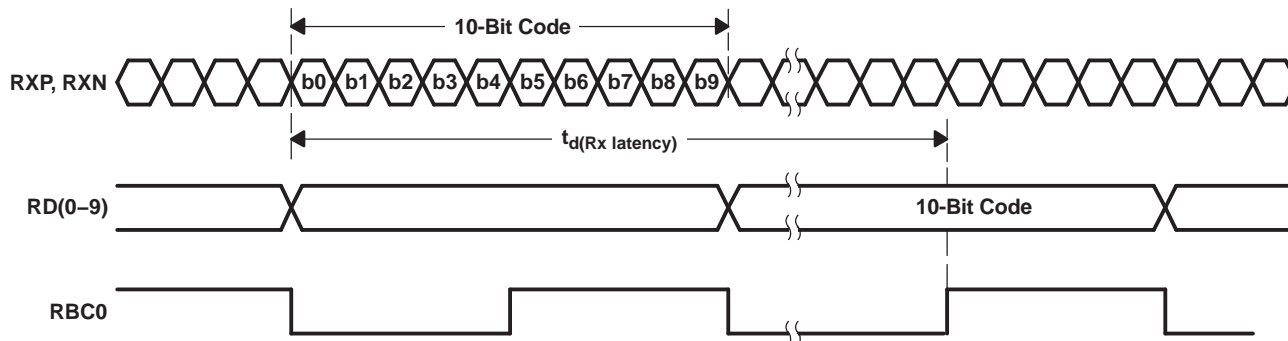 10-Bit Code
RXP, RXN
b0 b1 b2 b3 b4 b5 b6 b7 b8 b9
td(Rx latency)
RD(0–9)
10-Bit Code
RBC0